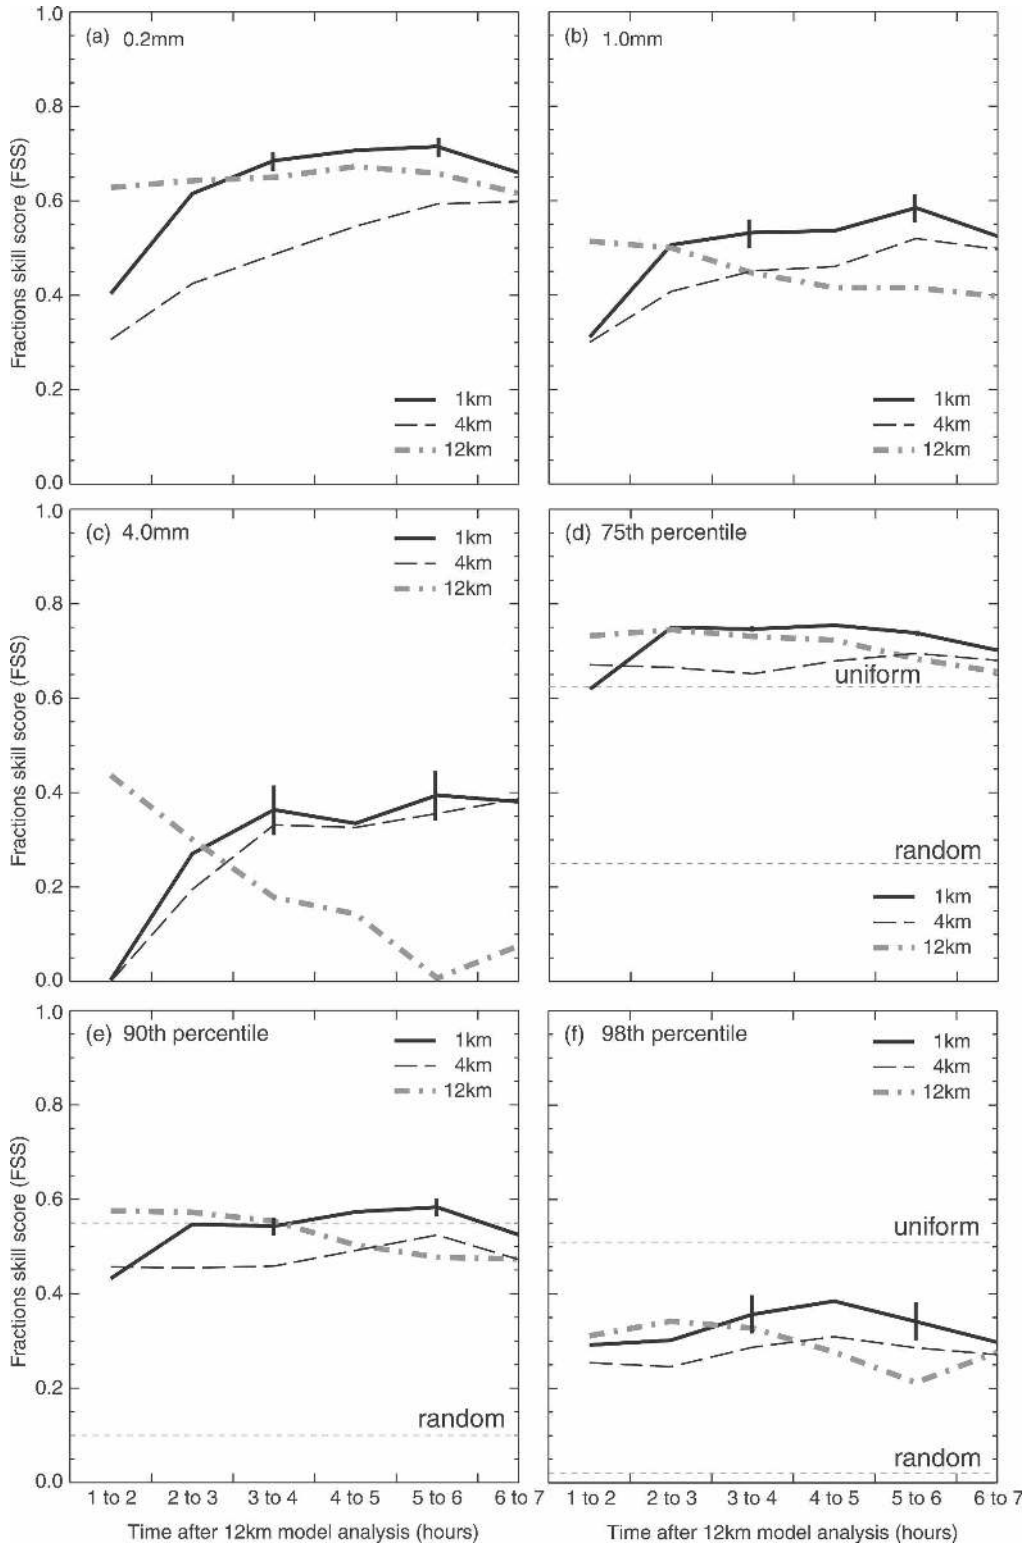 (a) 0.2mm
1.0
0.8
0.6
0.4
0.2
0.0
Fractions skill score (FSS)
1km
4km
12km
(b) 1.0mm
1km
4km
12km
(c) 4.0mm
1.0
0.8
0.6
0.4
0.2
0.0
Fractions skill score (FSS)
1km
4km
12km
(d) 75th percentile
uniform
random
1km
4km
12km
(e) 90th percentile
1.0
0.8
0.6
0.4
0.2
0.0
Fractions skill score (FSS)
1km
4km
12km
random
1 to 2 2 to 3 3 to 4 4 to 5 5 to 6 6 to 7
Time after 12km model analysis (hours)
(f) 98th percentile
1km
4km
12km
uniform
random
1 to 2 2 to 3 3 to 4 4 to 5 5 to 6 6 to 7
Time after 12km model analysis (hours)